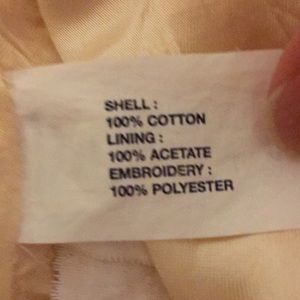 SHELL :
100% COTTON
LINING :
100% ACETATE
EMBROIDERY :
100% POLYESTER